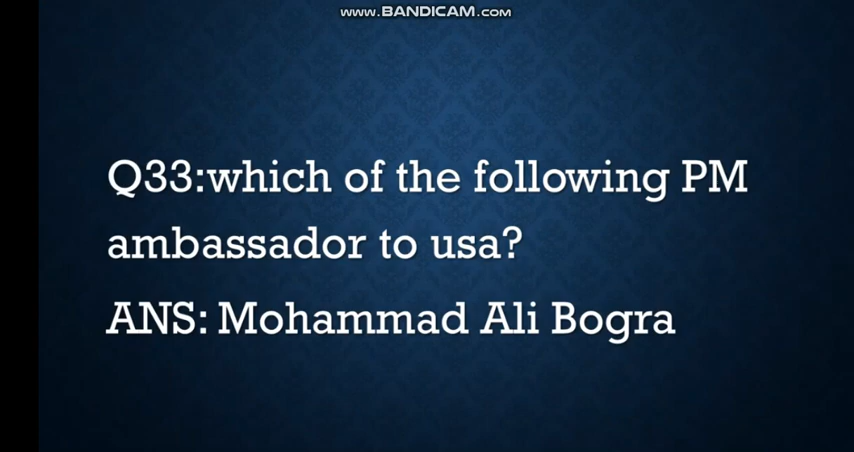 www.BANDICAM.com
Q33:which of the following PM
ambassador to usa?
ANS: Mohammad Ali Bogra